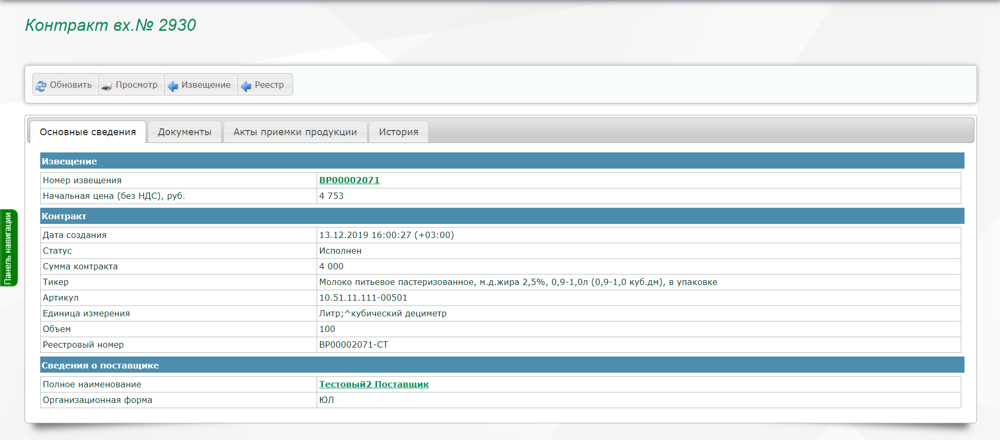 Контракт вх.№ 2930
Обновить Просмотр Извещение Реестр
Основные сведения Документы Акты приемки продукции История
Извещение
Номер извещения BP00002071
Начальная цена (без НДС), руб. 4 753
Контракт
Дата создания 13.12.2019 16:00:27 (+03:00)
Статус Исполнен
Сумма контракта 4 000
Тикер Молоко питьевое пастеризованное, м.д.жира 2,5%, 0,9-1,0л (0,9-1,0 куб.дм), в упаковке
Артикул 10.51.11.111-00501
Единица измерения Литр;^кубический дециметр
Объем 100
Реестровый номер BP00002071-СТ
Сведения о поставщике
Полное наименование Тестовый2 Поставщик
Организационная форма ЮЛ
Панель навигации